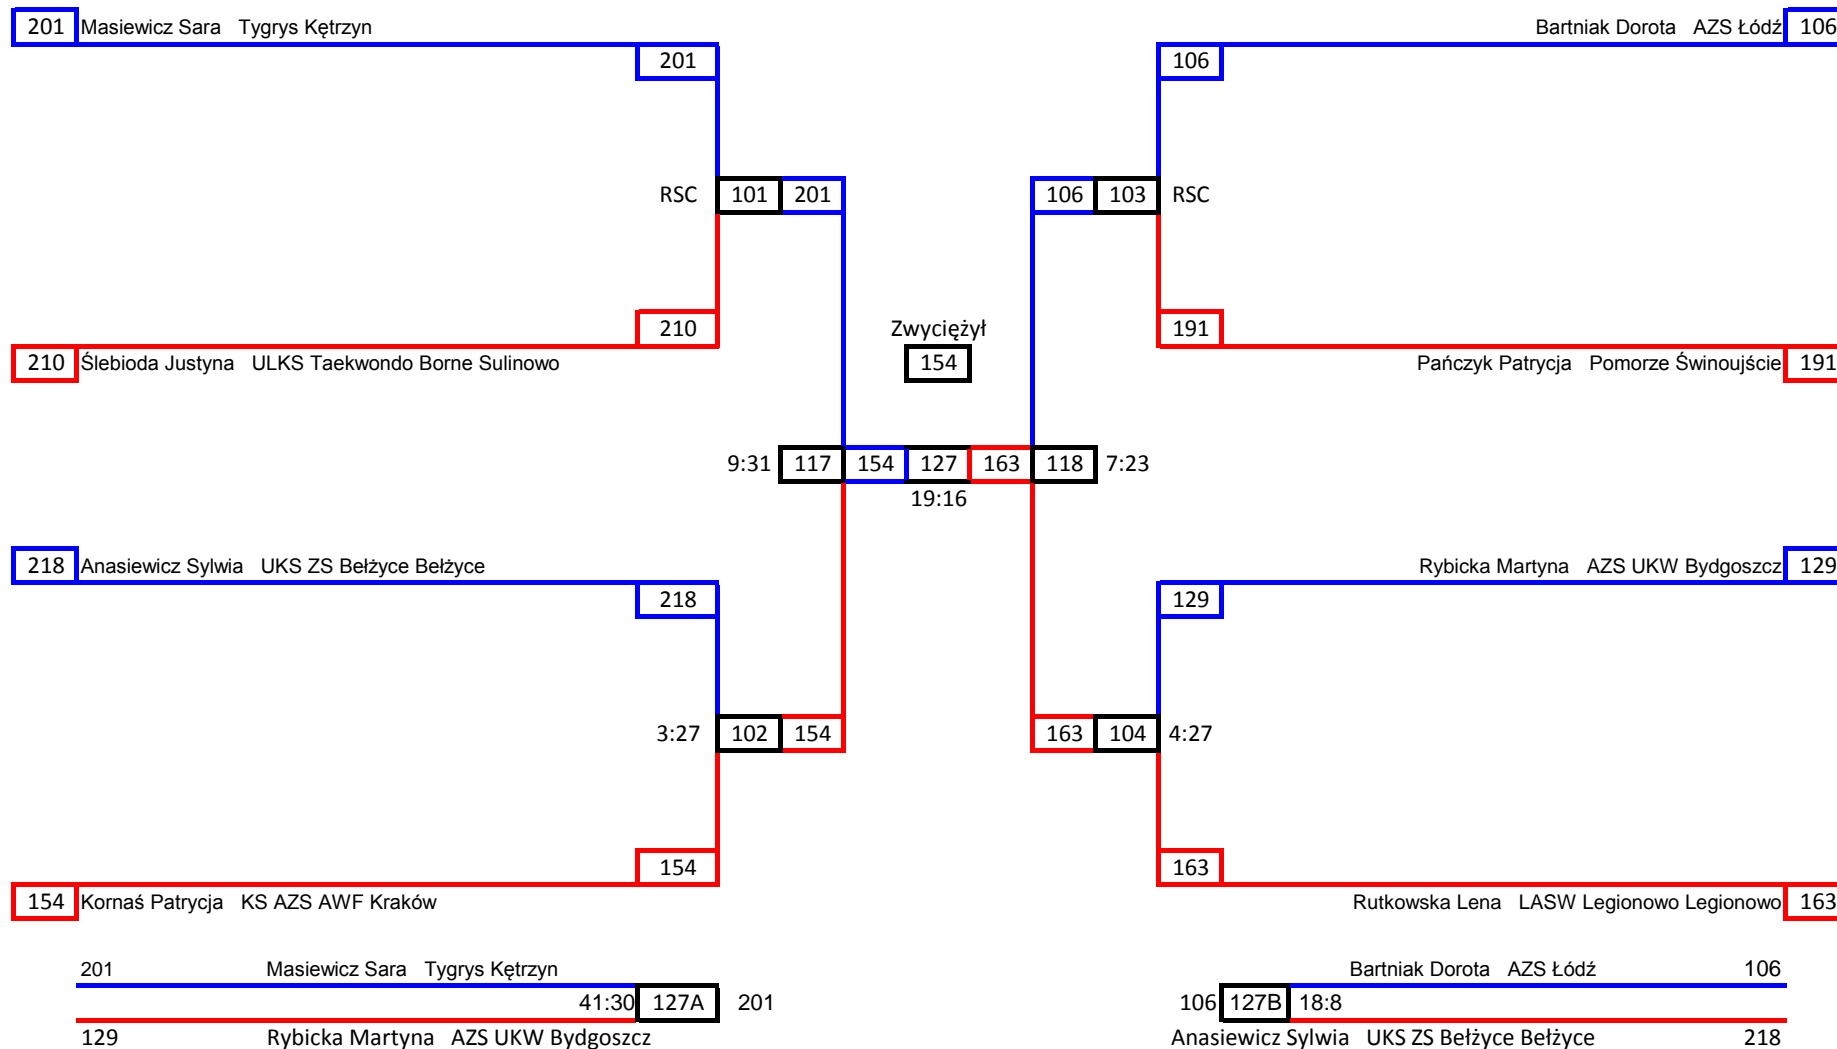 201 Masiewicz Sara Tygrys Kętrzyn
Bartniak Dorota AZS Łódź 106
201
106
RSC 101 201
106 103 RSC
210
Zwyciężył
191
210 Ślebioda Justyna ULKS Taekwondo Borne Sulinowo
154
Pańczyk Patrycja Pomorze Świnoujście 191
9:31 117 154 127 163 118 7:23
19:16
218 Anasiewicz Sylwia UKS ZS Bełżyce Bełżyce
Rybicka Martyna AZS UKW Bydgoszcz 129
218
129
3:27 102 154
163 104 4:27
154
163
154 Kornaś Patrycja KS AZS AWF Kraków
Rutkowska Lena LASW Legionowo Legionowo 163
201 Masiewicz Sara Tygrys Kętrzyn
Bartniak Dorota AZS Łódź 106
41:30 127A 201
106 127B 18:8
129 Rybicka Martyna AZS UKW Bydgoszcz
Anasiewicz Sylwia UKS ZS Bełżyce Bełżyce 218